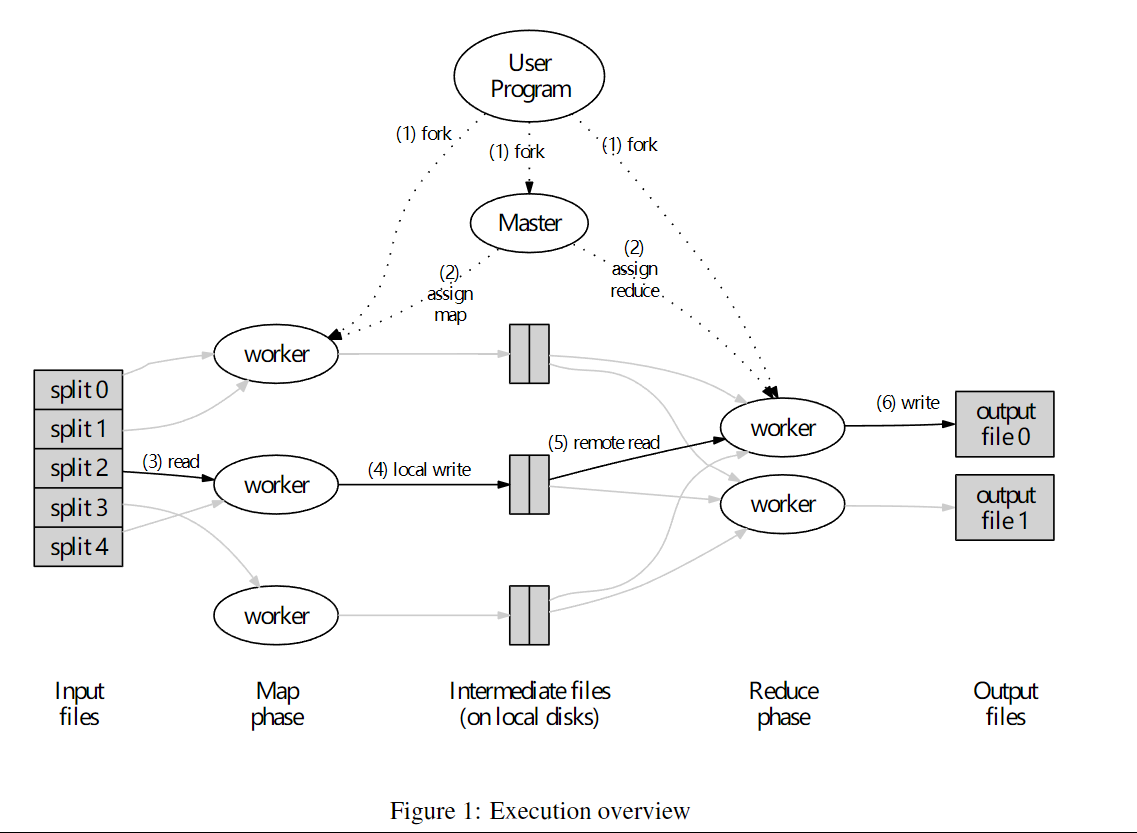 User
Program
(1) fork
(1) fork
(1) fork
Master
(2)
assign
map
(2)
assign
reduce
worker
split 0
split 1
split 2
split 3
split 4
(3) read
worker
(4) local write
(5) remote read
worker
worker
(6) write
output
file 0
worker
output
file 1
Input
files
Map
phase
Intermediate files
(on local disks)
Reduce
phase
Output
files
Figure 1: Execution overview